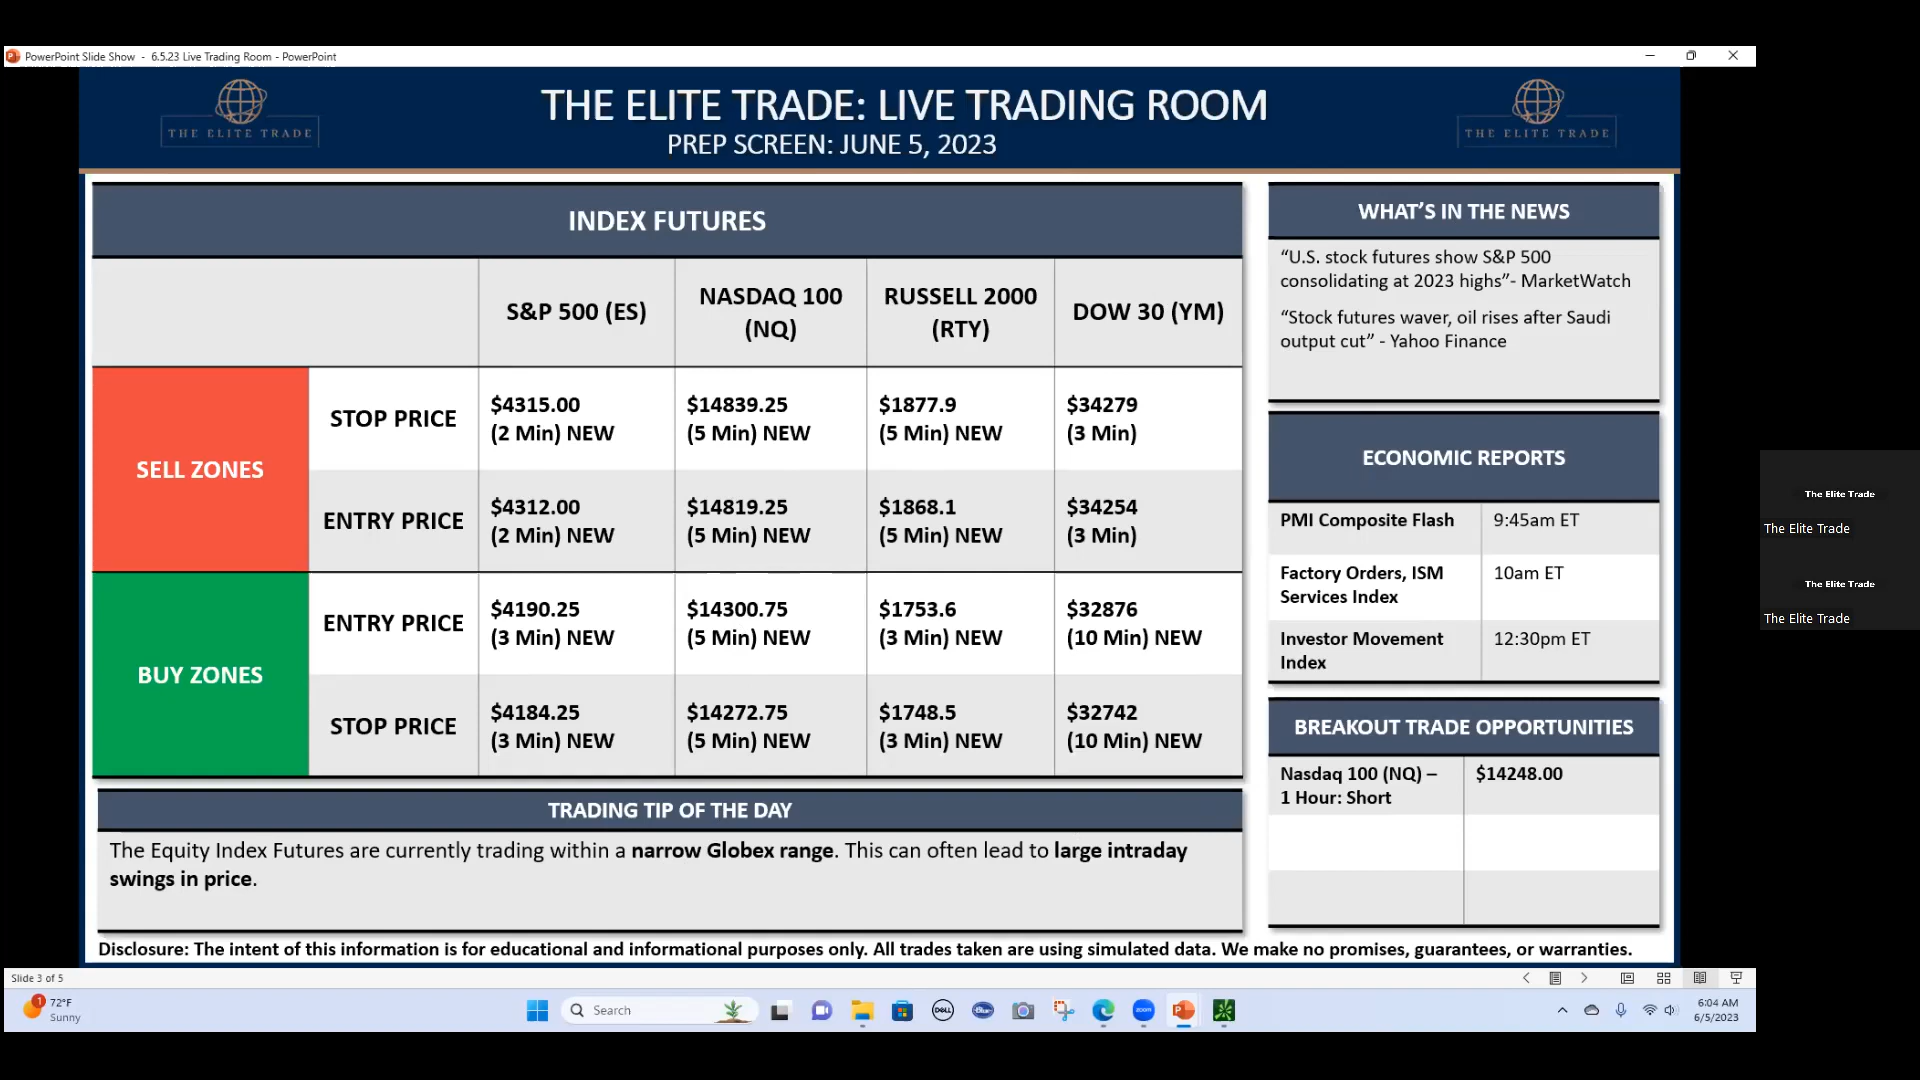 PowerPoint Slide Show - 6.5.23 Live Trading Room - PowerPoint
THE ELITE TRADE
THE ELITE TRADE: LIVE TRADING ROOM
PREP SCREEN: JUNE 5, 2023
THE ELITE TRADE
INDEX FUTURES
S&P 500 (ES)
NASDAQ 100
(NQ)
RUSSELL 2000
(RTY)
DOW 30 (YM)
SELL ZONES
STOP PRICE
$4315.00
(2 Min) NEW
$14839.25
(5 Min) NEW
$1877.9
(5 Min) NEW
$34279
(3 Min)
ENTRY PRICE
$4312.00
(2 Min) NEW
$14819.25
(5 Min) NEW
$1868.1
(5 Min) NEW
$34254
(3 Min)
BUY ZONES
ENTRY PRICE
$4190.25
(3 Min) NEW
$14300.75
(5 Min) NEW
$1753.6
(3 Min) NEW
$32876
(10 Min) NEW
STOP PRICE
$4184.25
(3 Min) NEW
$14272.75
(5 Min) NEW
$1748.5
(3 Min) NEW
$32742
(10 Min) NEW
TRADING TIP OF THE DAY
The Equity Index Futures are currently trading within a narrow Globex range. This can often lead to large intraday
swings in price.
WHAT'S IN THE NEWS
“U.S. stock futures show S&P 500
consolidating at 2023 highs”- MarketWatch
“Stock futures waver, oil rises after Saudi
output cut” - Yahoo Finance
ECONOMIC REPORTS
PMI Composite Flash
9:45am ET
Factory Orders, ISM
Services Index
10am ET
Investor Movement
Index
12:30pm ET
BREAKOUT TRADE OPPORTUNITIES
Nasdaq 100 (NQ) –
1 Hour: Short
$14248.00
Disclosure: The intent of this information is for educational and informational purposes only. All trades taken are using simulated data. We make no promises, guarantees, or warranties.
The Elite Trade
The Elite Trade
The Elite Trade
The Elite Trade
Slide 3 of 5
1
72°F
Sunny
Search
DELL
zoom
6:04 AM
6/5/2023